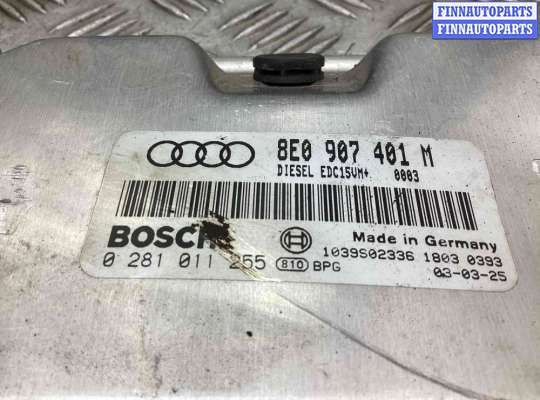 FINNAUTOPARTS
FINNAUTOPARTS
8E0 907 401 M
DIESEL EDC15VM+ 0003
BOSCH
0 281 011 255
810 BPG
Made in Germany
1039S02336 1803 0393
03-03-25